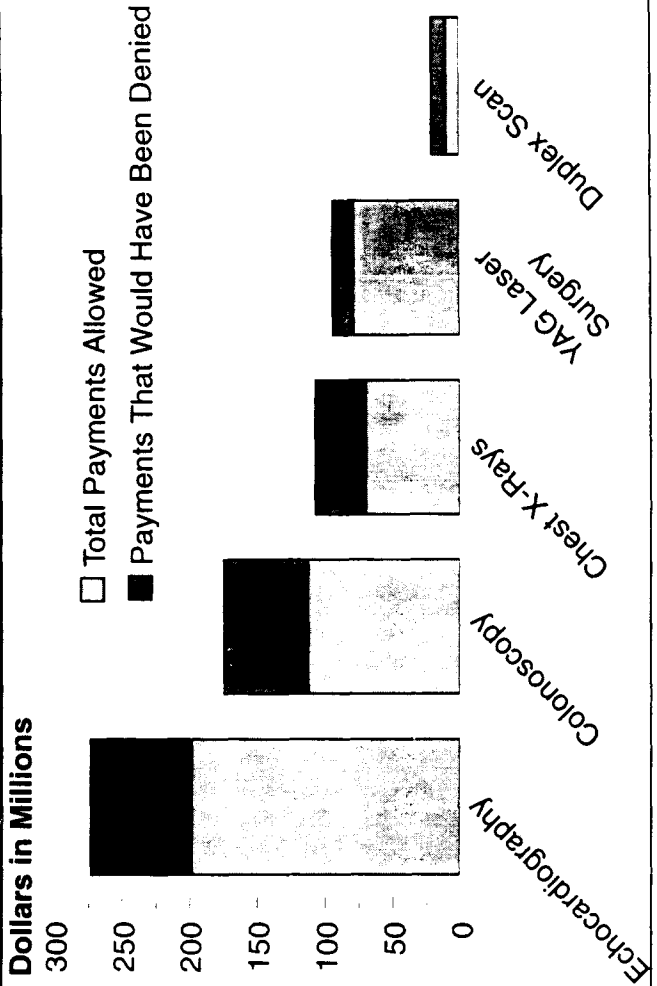 Dollars in Millions
300
250
200
150
100
50
0
Total Payments Allowed
Payments That Would Have Been Denied
Echocardiography
Colonoscopy
Chest X-Rays
YAG Laser
Surgery
Duplex Scan